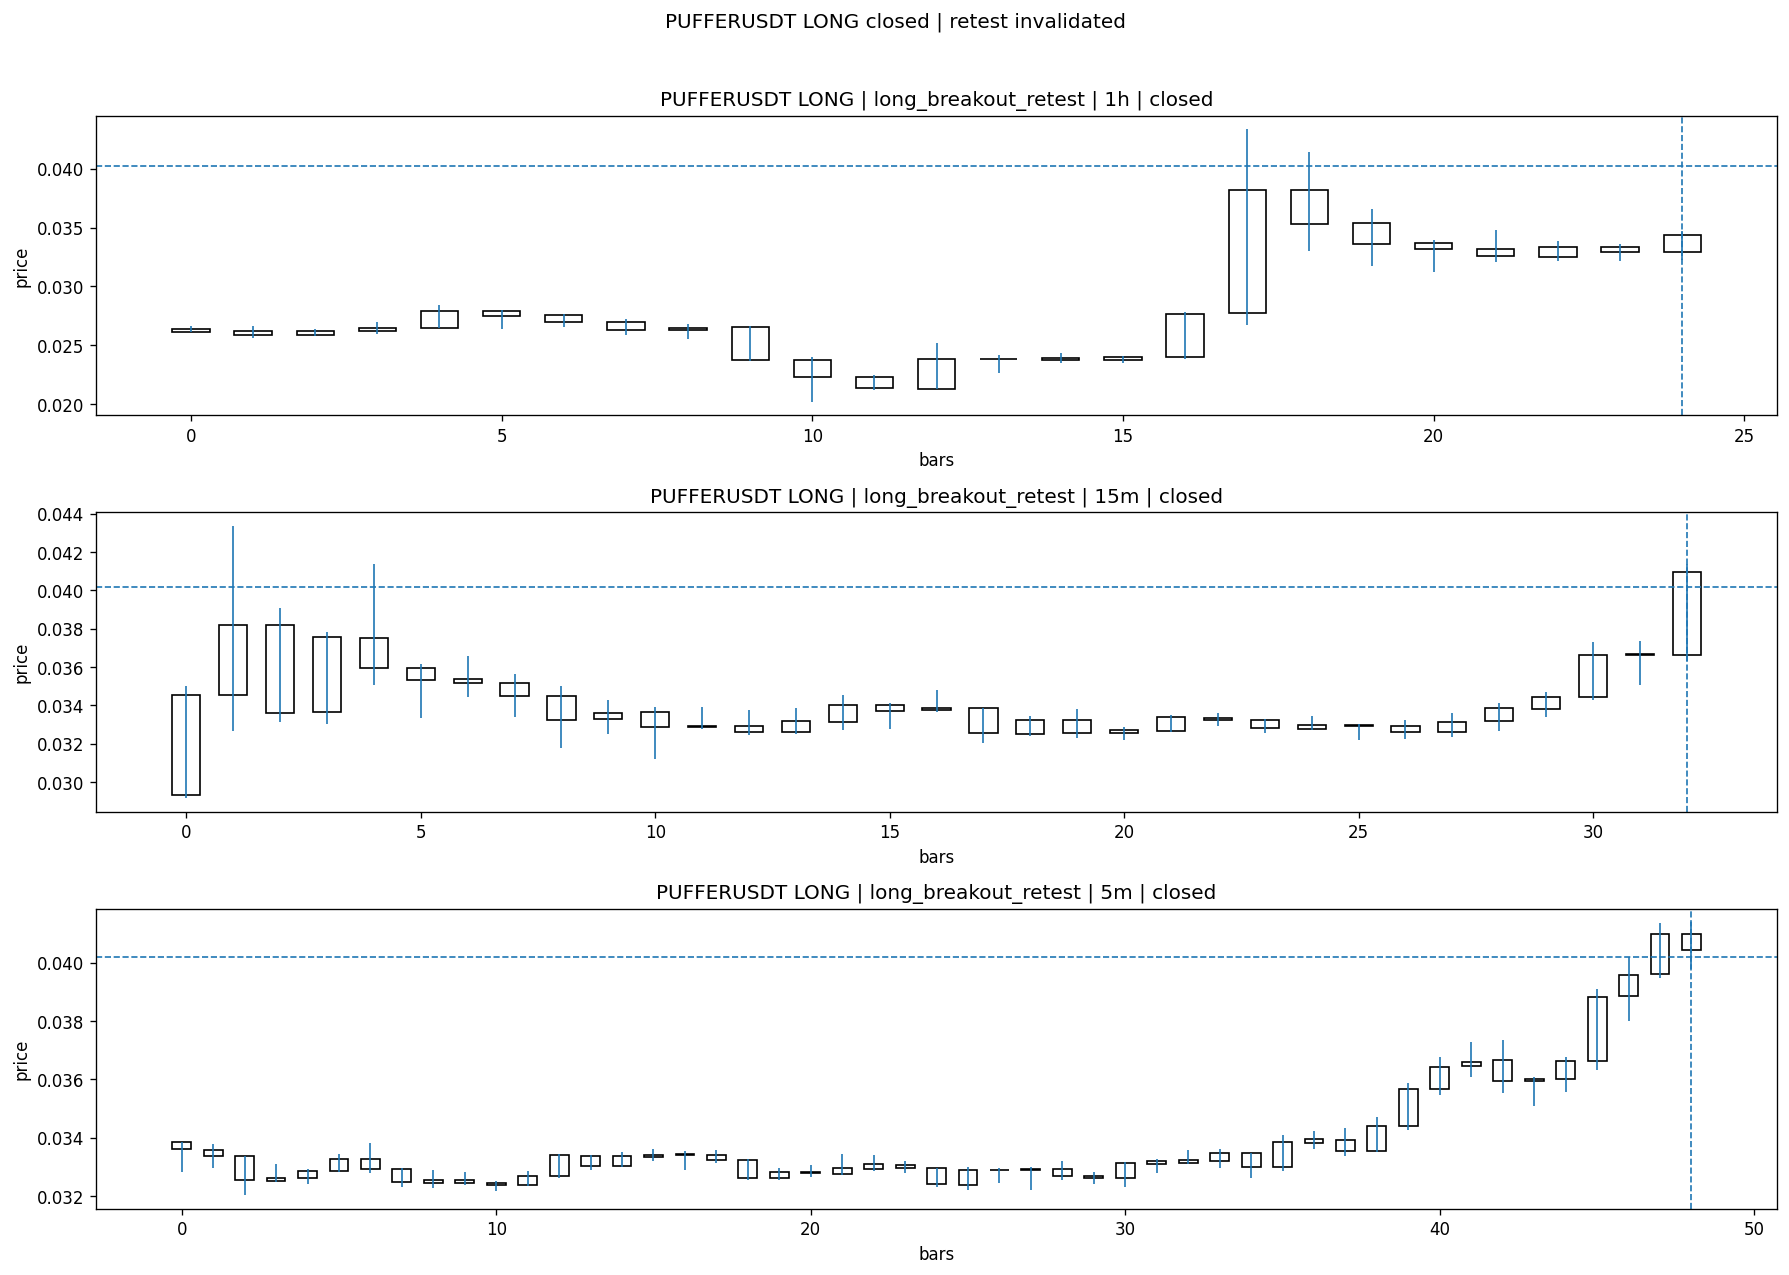 PUFFERUSDT LONG closed | retest invalidated
PUFFERUSDT LONG | long_breakout_retest | 1h | closed
price
0.040
0.035
0.030
0.025
0.020
0 5 10 15 20 25
bars
PUFFERUSDT LONG | long_breakout_retest | 15m | closed
price
0.044
0.042
0.040
0.038
0.036
0.034
0.032
0.030
0 5 10 15 20 25 30
bars
PUFFERUSDT LONG | long_breakout_retest | 5m | closed
price
0.040
0.038
0.036
0.034
0.032
0 10 20 30 40 50
bars